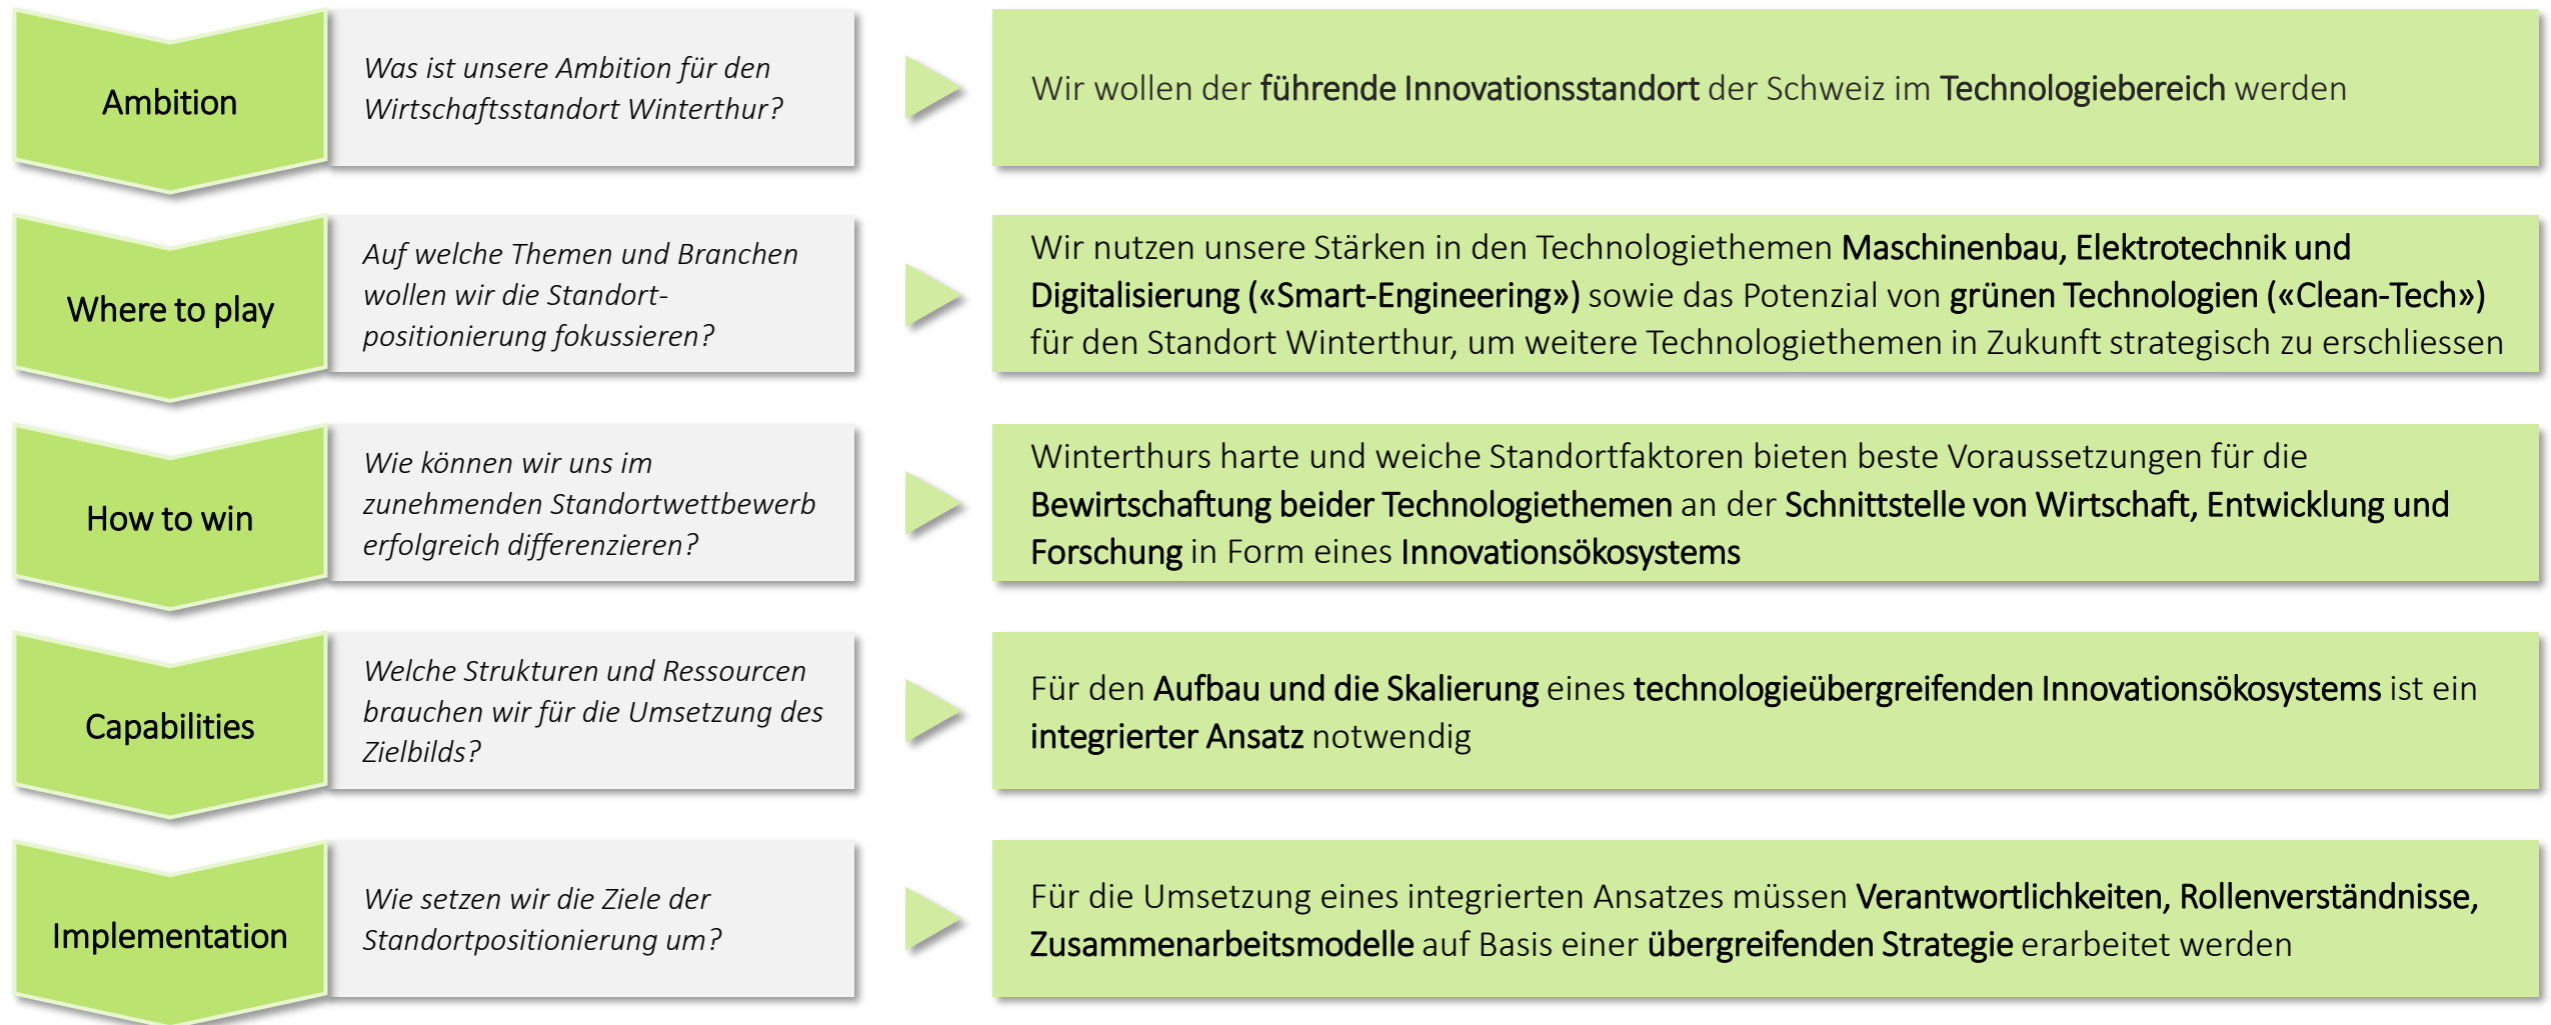 Ambition
Was ist unsere Ambition für den
Wirtschaftsstandort Winterthur?
Wir wollen der führende Innovationsstandort der Schweiz im Technologiebereich werden
Where to play
Auf welche Themen und Branchen
wollen wir die Standort-
positionierung fokussieren?
Wir nutzen unsere Stärken in den Technologiethemen Maschinenbau, Elektrotechnik und
Digitalisierung («Smart-Engineering») sowie das Potenzial von grünen Technologien («Clean-Tech»)
für den Standort Winterthur, um weitere Technologiethemen in Zukunft strategisch zu erschliessen
How to win
Wie können wir uns im
zunehmenden Standortwettbewerb
erfolgreich differenzieren?
Winterthurs harte und weiche Standortfaktoren bieten beste Voraussetzungen für die
Bewirtschaftung beider Technologiethemen an der Schnittstelle von Wirtschaft, Entwicklung und
Forschung in Form eines Innovationsökosystems
Capabilities
Welche Strukturen und Ressourcen
brauchen wir für die Umsetzung des
Zielbilds?
Für den Aufbau und die Skalierung eines technologieübergreifenden Innovationsökosystems ist ein
integrierter Ansatz notwendig
Implementation
Wie setzen wir die Ziele der
Standortpositionierung um?
Für die Umsetzung eines integrierten Ansatzes müssen Verantwortlichkeiten, Rollenverständnisse,
Zusammenarbeitsmodelle auf Basis einer übergreifenden Strategie erarbeitet werden